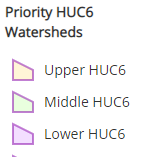 Priority HUC6
Watersheds
Upper HUC6
Middle HUC6
Lower HUC6